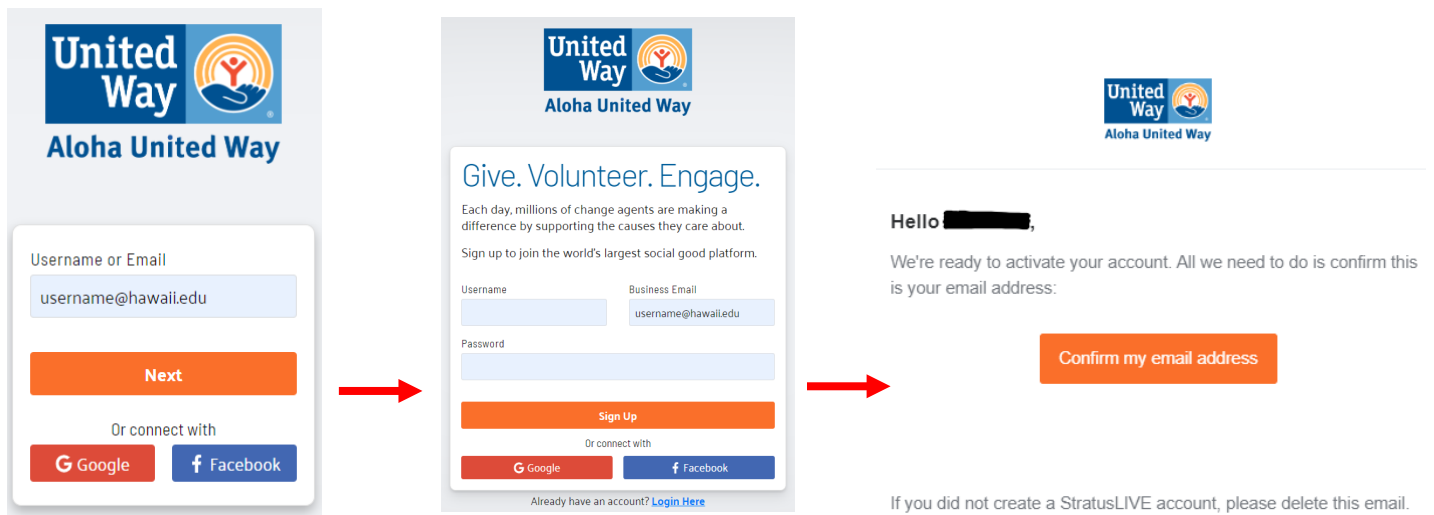 United
Way
Aloha United Way
Username or Email
username@hawaii.edu
Next
Or connect with
G Google
f Facebook
United
Way
Aloha United Way
Give. Volunteer. Engage.
Each day, millions of change agents are making a
difference by supporting the causes they care about.
Sign up to join the world's largest social good platform.
Username
Business Email
username@hawaii.edu
Password
Sign Up
Or connect with
G Google
f Facebook
Already have an account? Login Here
United
Way
Aloha United Way
Hello ,
We're ready to activate your account. All we need to do is confirm this
is your email address:
Confirm my email address
If you did not create a StratusLIVE account, please delete this email.